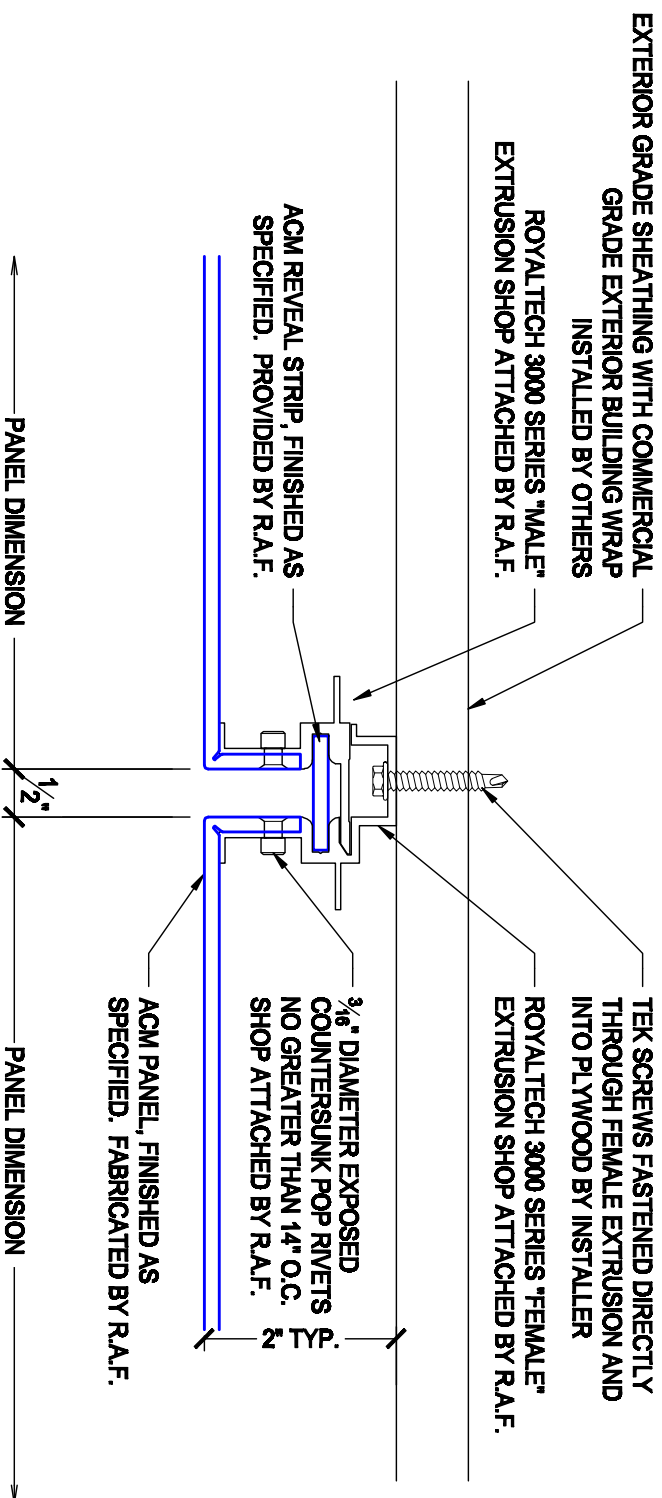 EXTERIOR GRADE SHEATHING WITH COMMERCIAL
GRADE EXTERIOR BUILDING WRAP
INSTALLED BY OTHERS
ROYALTECH 3000 SERIES "MALE"
EXTRUSION SHOP ATTACHED BY R.A.F.
ACM REVEAL STRIP, FINISHED AS
SPECIFIED. PROVIDED BY R.A.F.
TEK SCREWS FASTENED DIRECTLY
THROUGH FEMALE EXTRUSION AND
INTO PLYWOOD BY INSTALLER
ROYALTECH 3000 SERIES "FEMALE"
EXTRUSION SHOP ATTACHED BY R.A.F.
3/16" DIAMETER EXPOSED
COUNTERSUNK POP RIVETS
NO GREATER THAN 14" O.C.
SHOP ATTACHED BY R.A.F.
2" TYP.
ACM PANEL, FINISHED AS
SPECIFIED. FABRICATED BY R.A.F.
PANEL DIMENSION
1/2"
PANEL DIMENSION